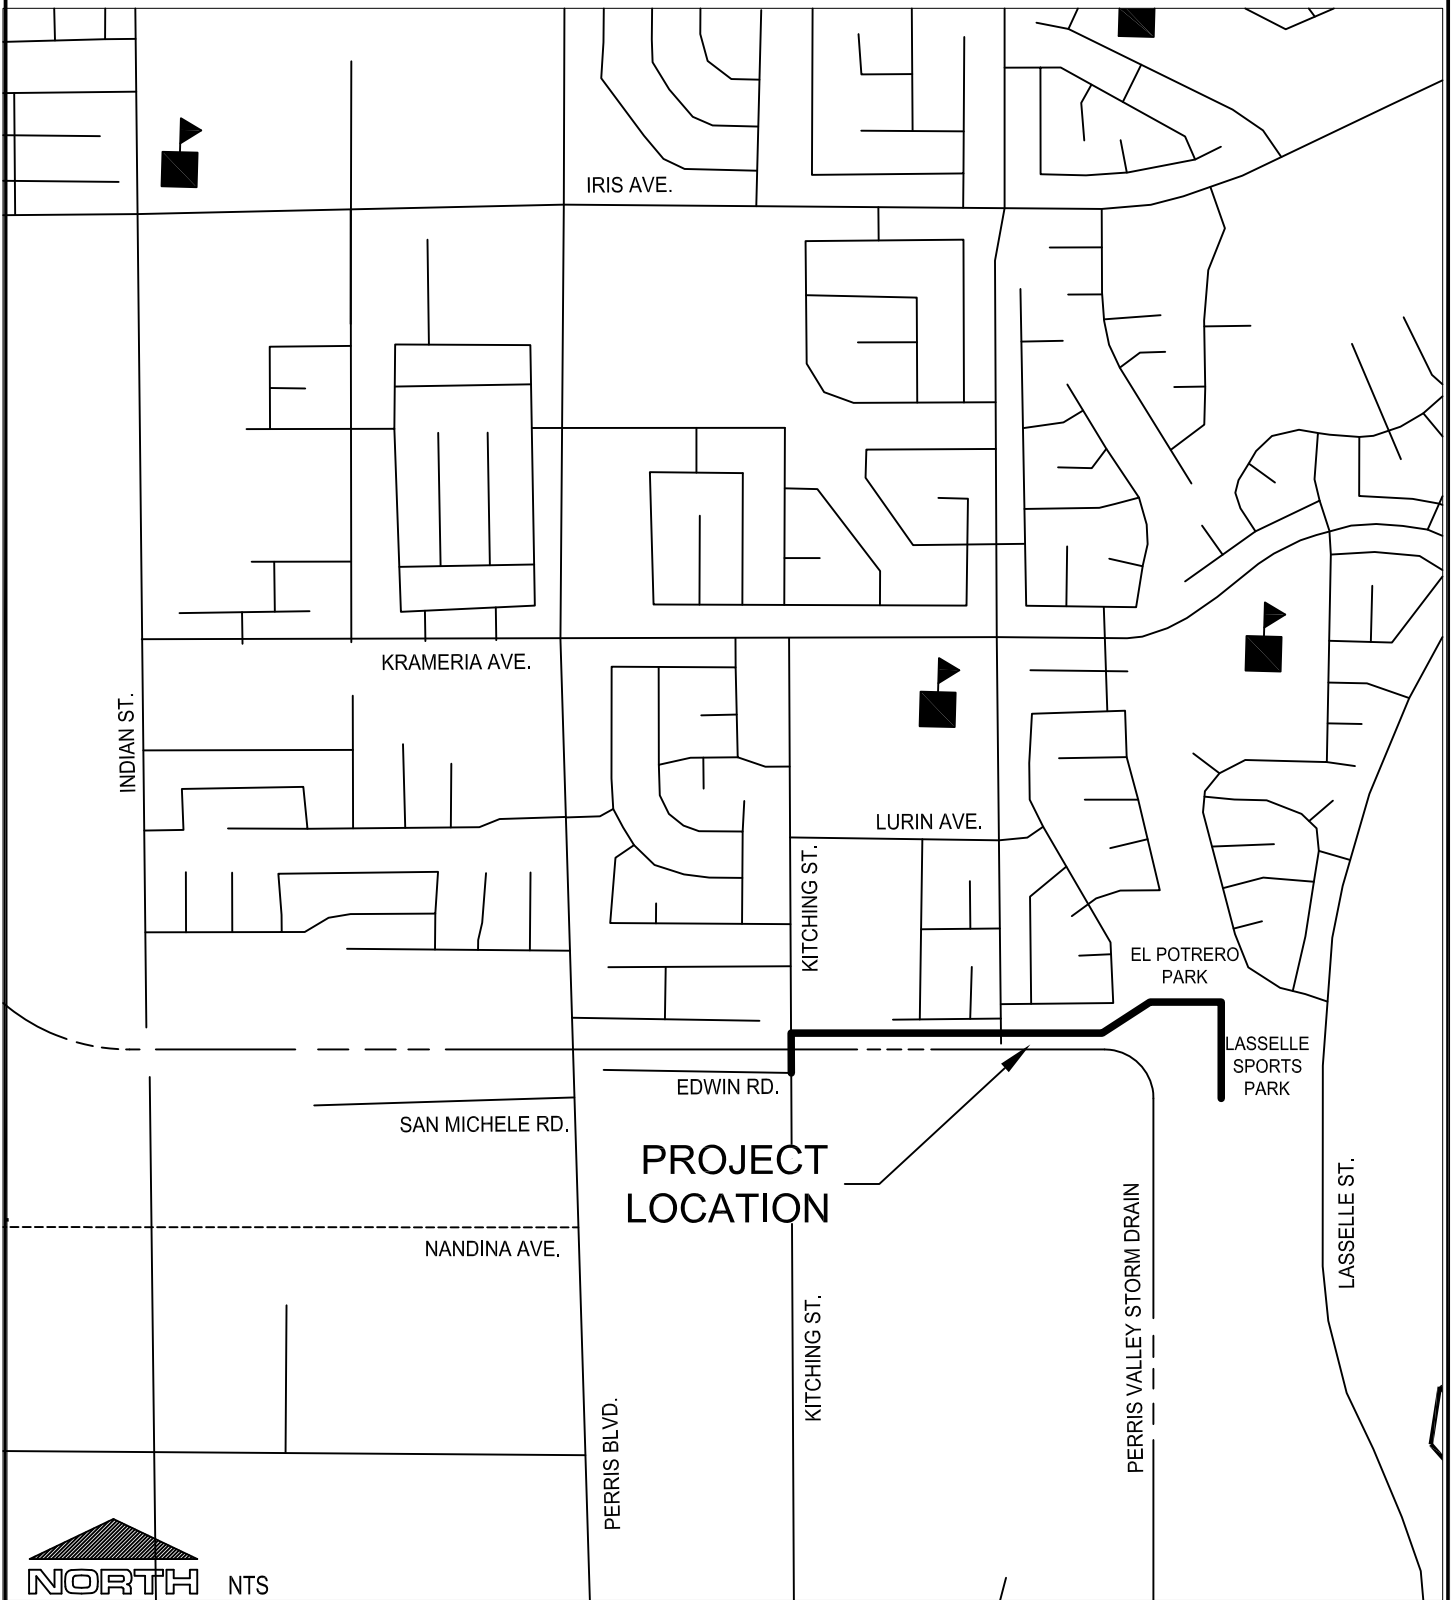 IRIS AVE.
KRAMERIA AVE.
INDIAN ST.
LURIN AVE.
KITCHING ST.
EL POTRERO
PARK
LASSELLE
SPORTS
PARK
EDWIN RD.
SAN MICHELE RD.
PROJECT
LOCATION
NANDINA AVE.
PERRIS VALLEY STORM DRAIN
LASSELLE ST.
KITCHING ST.
PERRIS BLVD.
NORTH NTS